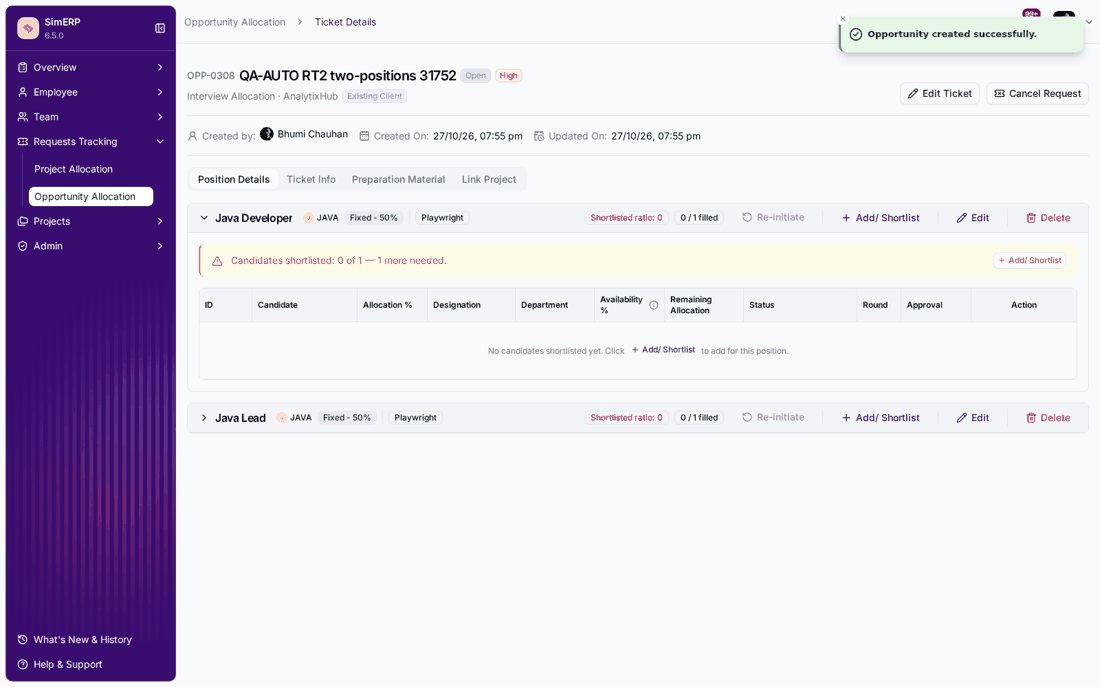 SimERP
6.5.0
Overview
Employee
Team
Requests Tracking
Project Allocation
Opportunity Allocation
Projects
Admin
What's New & History
Help & Support
Opportunity Allocation > Ticket Details
99+
Opportunity created successfully.
OPP-0308 QA-AUTO RT2 two-positions 31752 Open High
Interview Allocation · AnalytixHub Existing Client
Edit Ticket Cancel Request
Created by: Bhumi Chauhan Created On: 27/10/26, 07:55 pm Updated On: 27/10/26, 07:55 pm
Position Details Ticket Info Preparation Material Link Project
Java Developer JAVA Fixed - 50% Playwright Shortlisted ratio: 0 0 / 1 filled Re-initiate Add/ Shortlist Edit Delete
Candidates shortlisted: 0 of 1 — 1 more needed. + Add/ Shortlist
ID Candidate Allocation % Designation Department Availability % Remaining Allocation Status Round Approval Action
No candidates shortlisted yet. Click + Add/ Shortlist to add for this position.
Java Lead JAVA Fixed - 50% Playwright Shortlisted ratio: 0 0 / 1 filled Re-initiate Add/ Shortlist Edit Delete